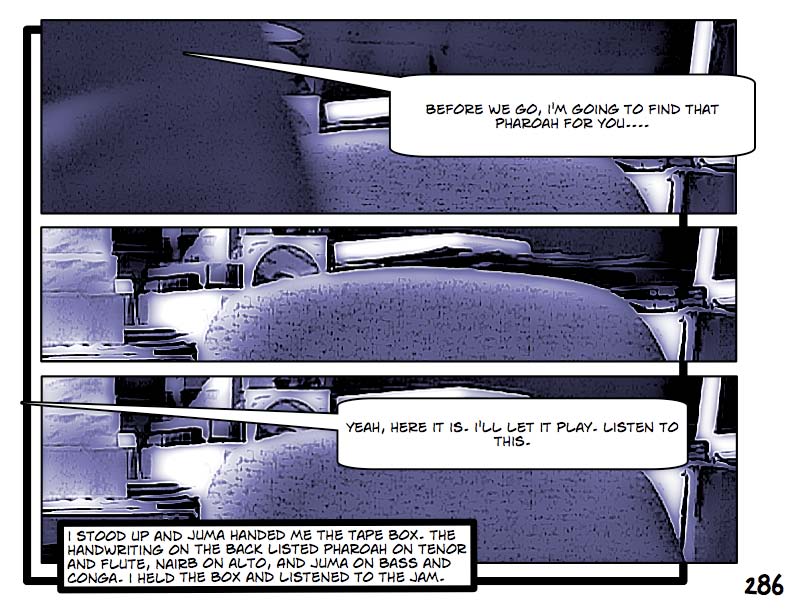 BEFORE WE GO, I'M GOING TO FIND THAT
PHAROAH FOR YOU----
YEAH, HERE IT IS. I'LL LET IT PLAY. LISTEN TO
THIS.
I STOOD UP AND JUMA HANDED ME THE TAPE BOX. THE
HANDWRITING ON THE BACK LISTED PHAROAH ON TENOR
AND FLUTE, NAIRB ON ALTO, AND JUMA ON BASS AND
CONGA. I HELD THE BOX AND LISTENED TO THE JAM.
286